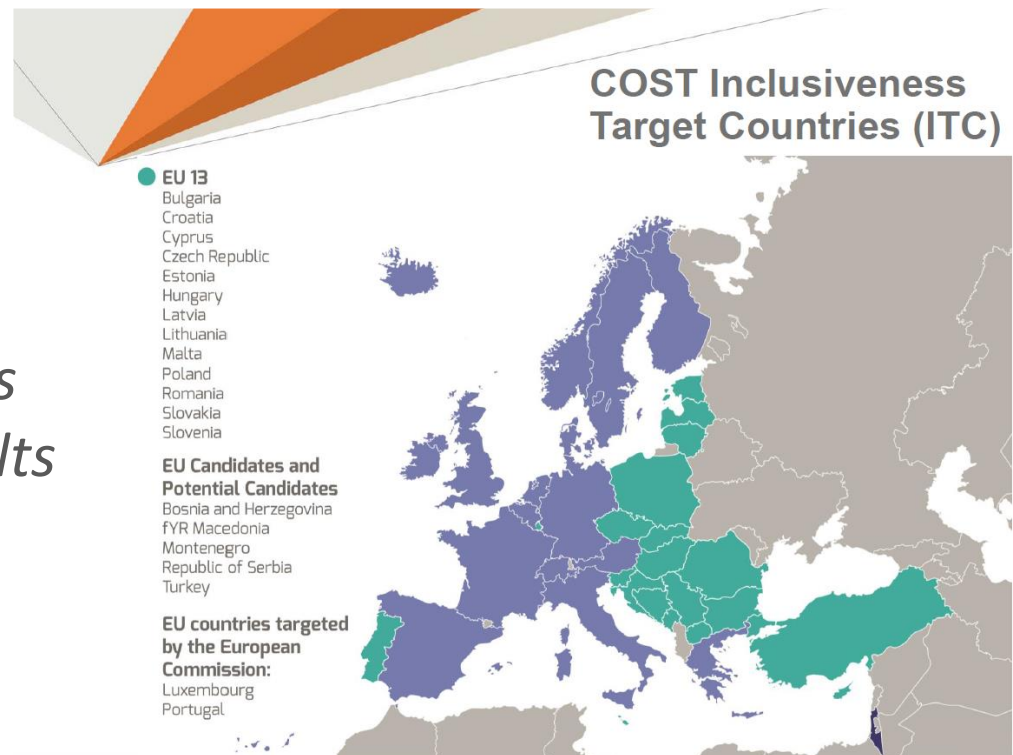 COST Inclusiveness
Target Countries (ITC)
EU 13
Bulgaria
Croatia
Cyprus
Czech Republic
Estonia
Hungary
Latvia
Lithuania
Malta
Poland
Romania
Slovakia
Slovenia
EU Candidates and
Potential Candidates
Bosnia and Herzegovina
fYR Macedonia
Montenegro
Republic of Serbia
Turkey
EU countries targeted
by the European
Commission:
Luxembourg
Portugal